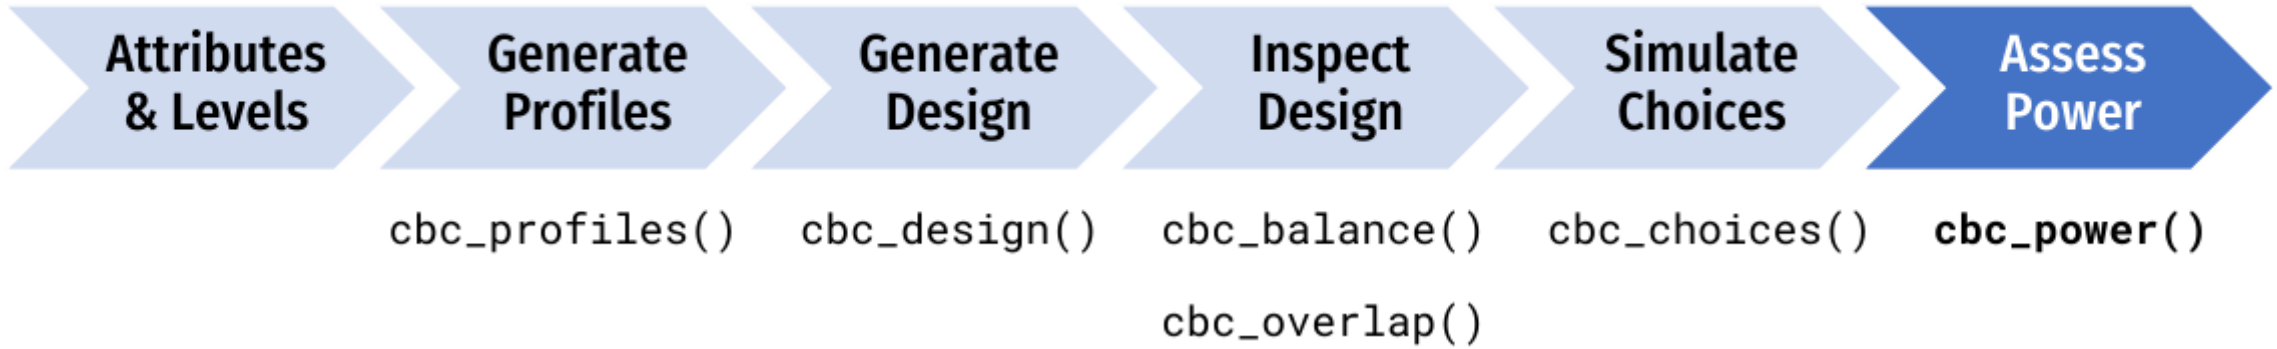 Attributes
& Levels
Generate
Profiles
Generate
Design
Inspect
Design
Simulate
Choices
Assess
Power
cbc_profiles()
cbc_design()
cbc_balance()
cbc_choices()
cbc_power()
cbc_overlap()